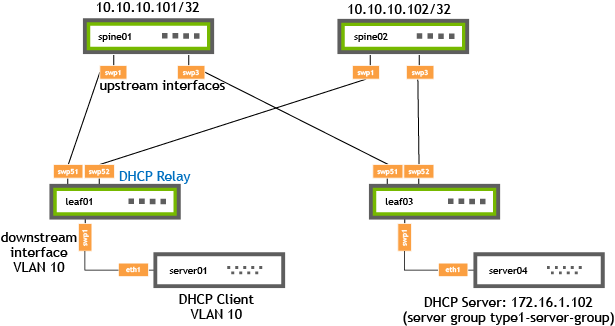 10.10.10.101/32
10.10.10.102/32
spine01
spine02
swp1
swp3
swp1
swp3
upstream interfaces
swp51
swp52
DHCP Relay
swp51
swp52
leaf01
leaf03
downstream
interface
VLAN 10
swp1
swp1
eth1
server01
eth1
server04
DHCP Client
VLAN 10
DHCP Server: 172.16.1.102
(server group type1-server-group)